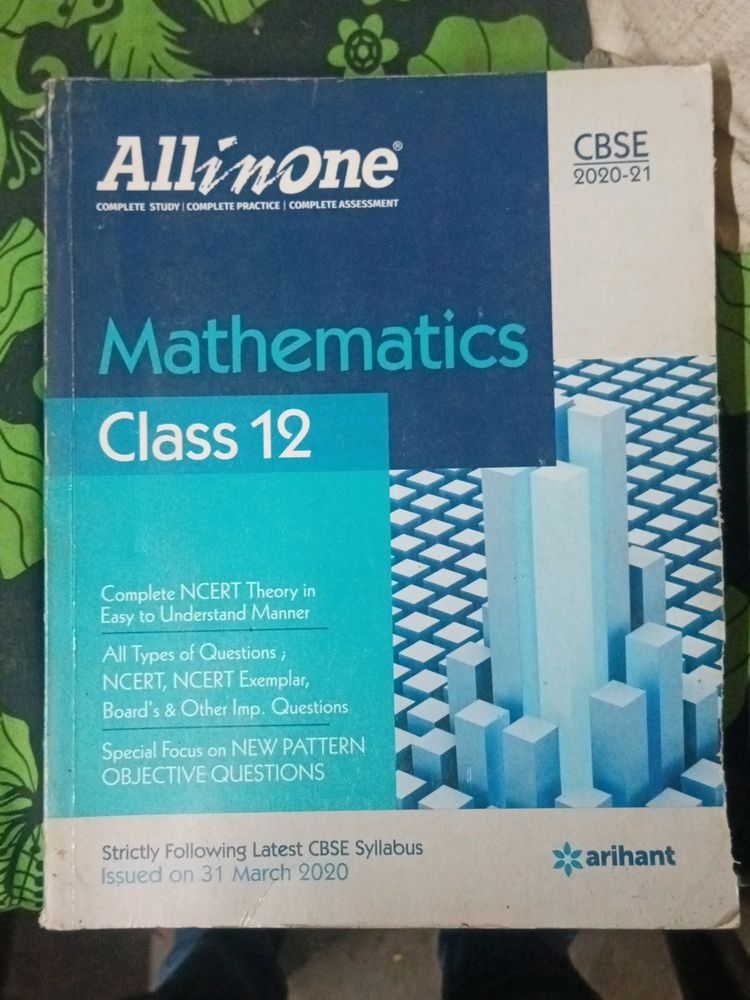 All in One®
COMPLETE STUDY | COMPLETE PRACTICE | COMPLETE ASSESSMENT
CBSE
2020-21
Mathematics
Class 12
Complete NCERT Theory in
Easy to Understand Manner
All Types of Questions ;
NCERT, NCERT Exemplar,
Board's & Other Imp. Questions
Special Focus on NEW PATTERN
OBJECTIVE QUESTIONS
Strictly Following Latest CBSE Syllabus
Issued on 31 March 2020
arihant